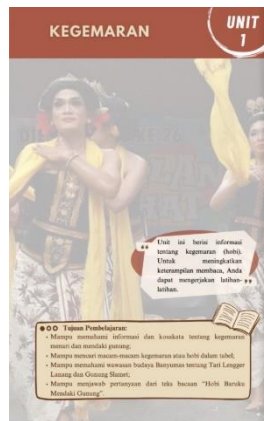 KEGEMARAN
UNIT
1
Unit ini berisi informasi
tentang kegemaran (hobi).
Untuk meningkatkan
keterampilan membaca, Anda
dapat mengerjakan latihan-
latihan.
Tujuan Pembelajaran:
- Mampu memahami informasi dan kosakata tentang kegemaran
menari dan mendaki gunung;
- Mampu mencari macam-macam kegemaran atau hobi dalam tabel;
- Mampu memahami wawasan budaya Banyumas tentang Tari Lengger
Lanang dan Gunung Slamet;
- Mampu menjawab pertanyaan dari teks bacaan "Hobi Baruku
Mendaki Gunung".